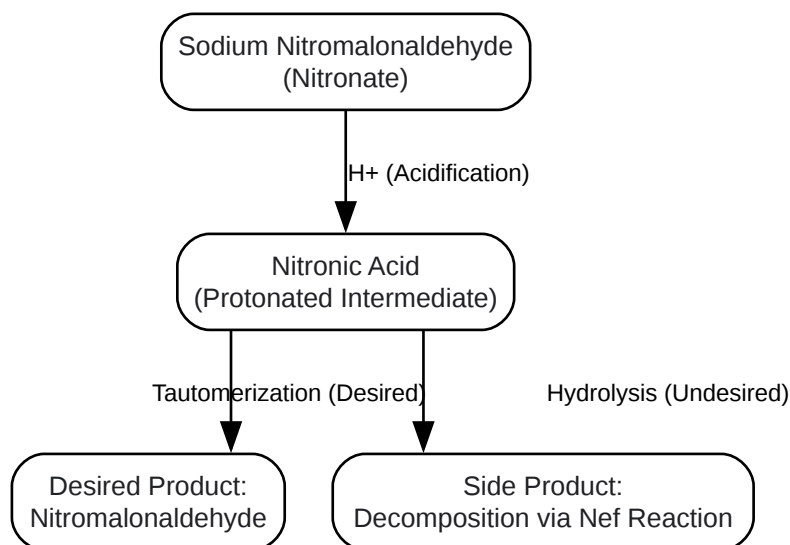 Sodium Nitromalonaldehyde
(Nitronate)
H+ (Acidification)
Nitronic Acid
(Protonated Intermediate)
Tautomerization (Desired)
Hydrolysis (Undesired)
Desired Product:
Nitromalonaldehyde
Side Product:
Decomposition via Nef Reaction